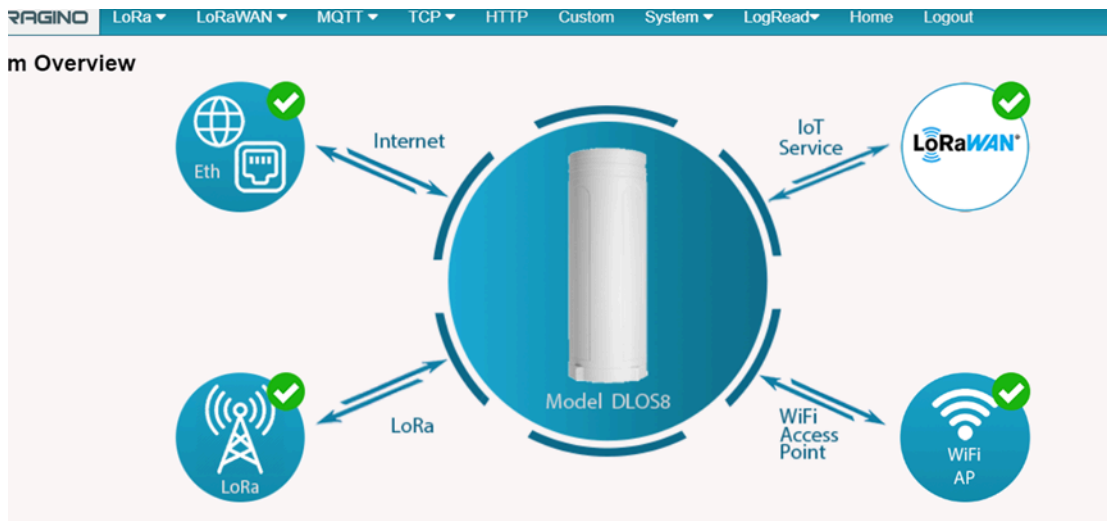 LoRa LoRaWAN MQTT TCP HTTP Custom System LogRead Home Logout
m Overview
Eth
Internet
IoT
Service
LoRaWAN®
Model DLOS8
LoRa
LoRa
WiFi
Access
Point
WiFi
AP